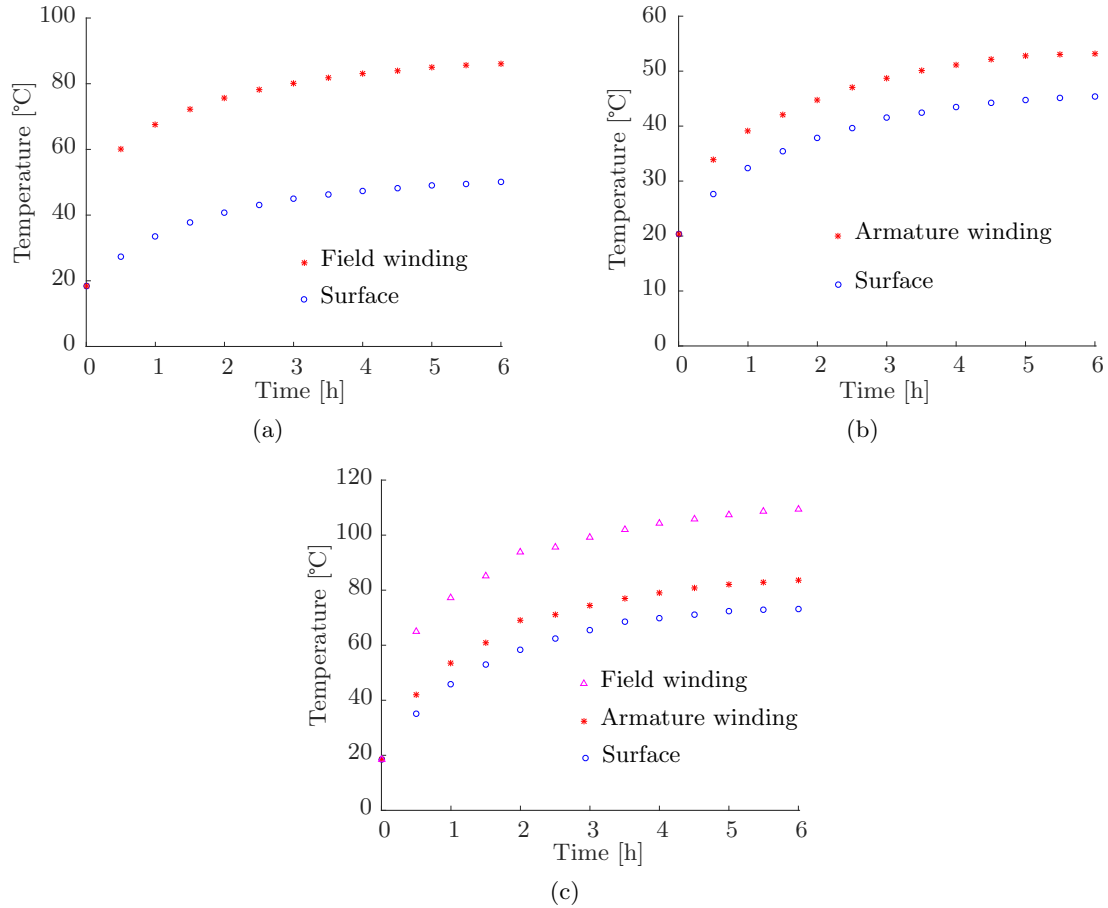 100
80
60
40
20
0
Temperature [℃]
Field winding
Surface
0 1 2 3 4 5 6
Time [h]
(a)
60
50
40
30
20
10
0
Temperature [℃]
Armature winding
Surface
0 1 2 3 4 5 6
Time [h]
(b)
120
100
80
60
40
20
0
Temperature [℃]
Field winding
Armature winding
Surface
0 1 2 3 4 5 6
Time [h]
(c)